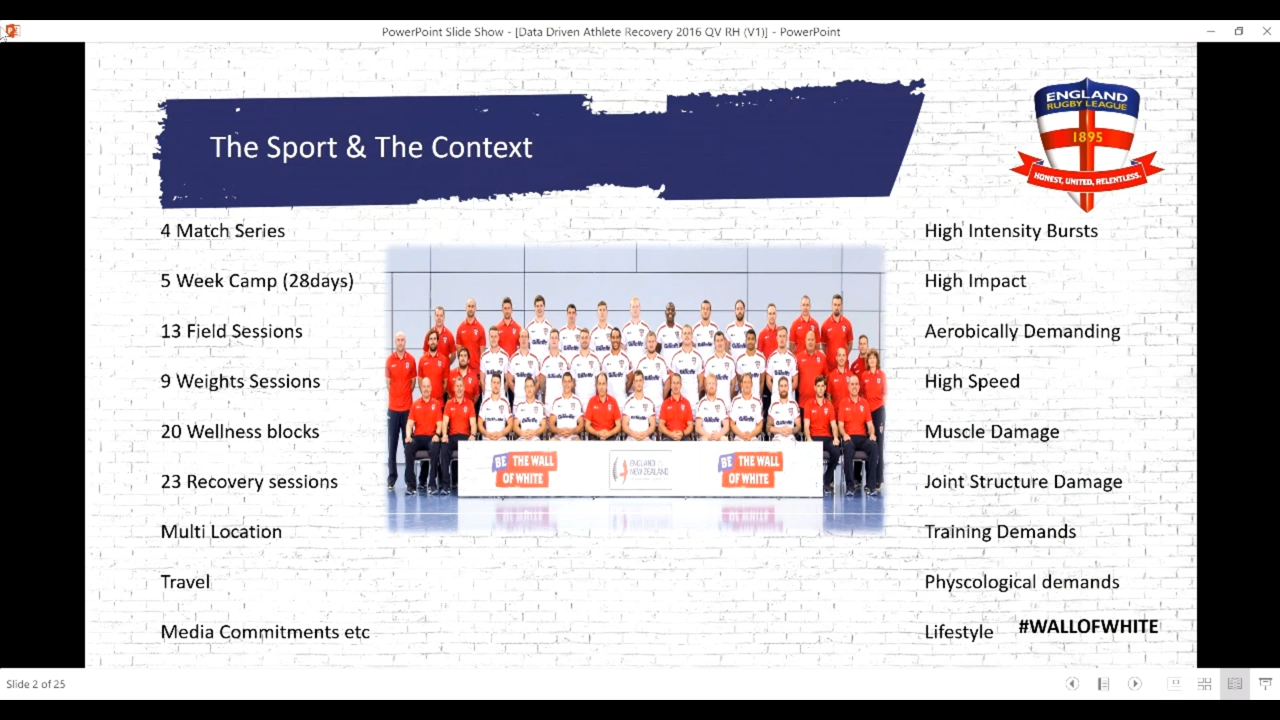 PowerPoint Slide Show - [Data Driven Athlete Recovery 2016 QV RH (V1)] - PowerPoint
The Sport & The Context
ENGLAND
RUGBY LEAGUE
1895
HONEST, UNITED, RELENTLESS.
4 Match Series
5 Week Camp (28days)
13 Field Sessions
9 Weights Sessions
20 Wellness blocks
23 Recovery sessions
Multi Location
Travel
Media Commitments etc
Gillette
BE THE WALL
OF WHITE
ENGLAND
NEW ZEALAND
BE THE WALL
OF WHITE
High Intensity Bursts
High Impact
Aerobically Demanding
High Speed
Muscle Damage
Joint Structure Damage
Training Demands
Physcological demands
Lifestyle
#WALLOFWHITE
Slide 2 of 25